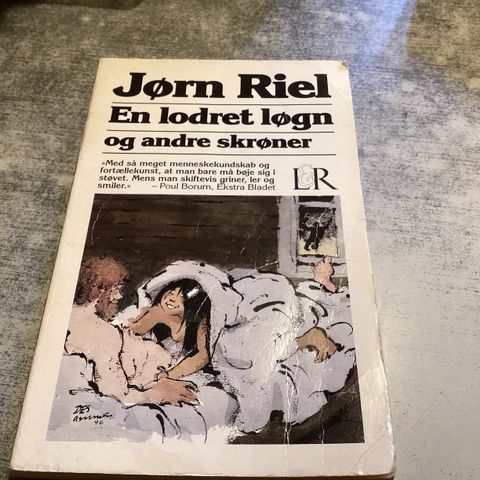 Jørn Riel
En lodret løgn
og andre skrøner
»Med så meget menneskekundskab og
fortællekunst, at man bare må bøje sig i
støvet. Mens man skiftevis griner, ler og
smiler.« – Poul Borum, Ekstra Bladet
L&R
DES